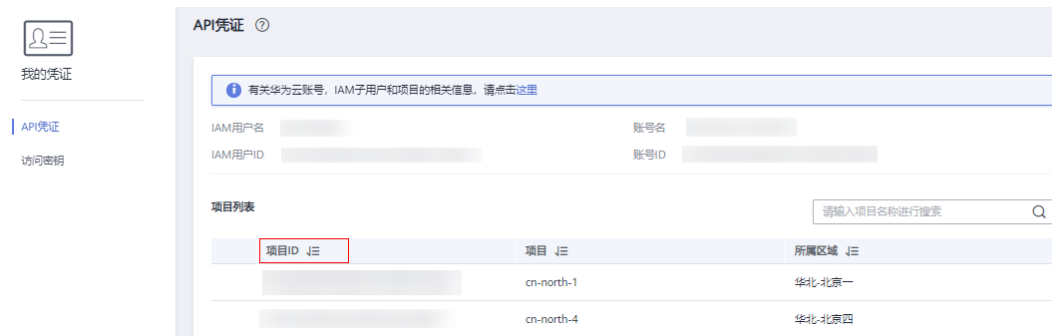 API凭证
我的凭证
有关华为云账号，IAM子用户和项目的相关信息，请点击这里
API凭证
IAM用户名 账号名
访问密钥
IAM用户ID 账号ID
项目列表
请输入项目名称进行搜索
项目ID 项目 所属区域
cn-north-1 华北-北京一
cn-north-4 华北-北京四